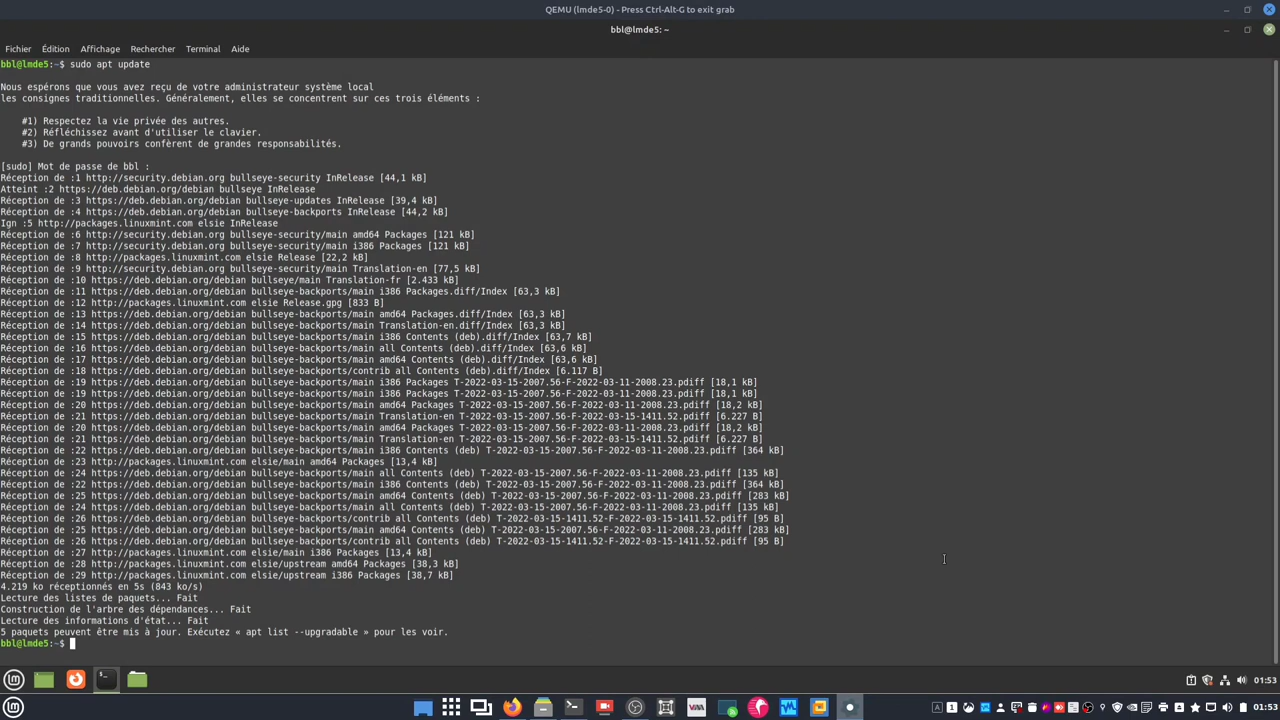 QEMU (lmde5-0) - Press Ctrl-Alt-G to exit grab
bbl@lmde5: ~
Fichier Édition Affichage Rechercher Terminal Aide
bbl@lmde5:~$ sudo apt update
Nous espérons que vous avez reçu de votre administrateur système local
les consignes traditionnelles. Généralement, elles se concentrent sur ces trois éléments :
#1) Respectez la vie privée des autres.
#2) Réfléchissez avant d'utiliser le clavier.
#3) De grands pouvoirs confèrent de grandes responsabilités.
[sudo] Mot de passe de bbl :
Réception de :1 http://security.debian.org bullseye-security InRelease [44,1 kB]
Atteint :2 https://deb.debian.org/debian bullseye InRelease
Réception de :3 https://deb.debian.org/debian bullseye-updates InRelease [39,4 kB]
Réception de :4 https://deb.debian.org/debian bullseye-backports InRelease [44,2 kB]
Ign :5 http://packages.linuxmint.com elsie InRelease
Réception de :6 http://security.debian.org bullseye-security/main amd64 Packages [121 kB]
Réception de :7 http://security.debian.org bullseye-security/main i386 Packages [121 kB]
Réception de :8 http://packages.linuxmint.com elsie Release [22,2 kB]
Réception de :9 http://security.debian.org bullseye-security/main Translation-en [77,5 kB]
Réception de :10 https://deb.debian.org/debian bullseye/main Translation-fr [2.433 kB]
Réception de :11 https://deb.debian.org/debian bullseye-backports/main i386 Packages.diff/Index [63,3 kB]
Réception de :12 http://packages.linuxmint.com elsie Release.gpg [833 B]
Réception de :13 https://deb.debian.org/debian bullseye-backports/main amd64 Packages.diff/Index [63,3 kB]
Réception de :14 https://deb.debian.org/debian bullseye-backports/main Translation-en.diff/Index [63,3 kB]
Réception de :15 https://deb.debian.org/debian bullseye-backports/main i386 Contents (deb).diff/Index [63,7 kB]
Réception de :16 https://deb.debian.org/debian bullseye-backports/main all Contents (deb).diff/Index [63,6 kB]
Réception de :17 https://deb.debian.org/debian bullseye-backports/main amd64 Contents (deb).diff/Index [63,6 kB]
Réception de :18 https://deb.debian.org/debian bullseye-backports/contrib all Contents (deb).diff/Index [6.117 B]
Réception de :19 https://deb.debian.org/debian bullseye-backports/main i386 Packages T-2022-03-15-2007.56-F-2022-03-11-2008.23.pdiff [18,1 kB]
Réception de :19 https://deb.debian.org/debian bullseye-backports/main i386 Packages T-2022-03-15-2007.56-F-2022-03-11-2008.23.pdiff [18,1 kB]
Réception de :20 https://deb.debian.org/debian bullseye-backports/main amd64 Packages T-2022-03-15-2007.56-F-2022-03-11-2008.23.pdiff [18,2 kB]
Réception de :21 https://deb.debian.org/debian bullseye-backports/main Translation-en T-2022-03-15-2007.56-F-2022-03-15-1411.52.pdiff [6.227 B]
Réception de :20 https://deb.debian.org/debian bullseye-backports/main amd64 Packages T-2022-03-15-2007.56-F-2022-03-11-2008.23.pdiff [18,2 kB]
Réception de :21 https://deb.debian.org/debian bullseye-backports/main Translation-en T-2022-03-15-2007.56-F-2022-03-15-1411.52.pdiff [6.227 B]
Réception de :22 https://deb.debian.org/debian bullseye-backports/main i386 Contents (deb) T-2022-03-15-2007.56-F-2022-03-11-2008.23.pdiff [364 kB]
Réception de :23 http://packages.linuxmint.com elsie/main amd64 Packages [13,4 kB]
Réception de :24 https://deb.debian.org/debian bullseye-backports/main all Contents (deb) T-2022-03-15-2007.56-F-2022-03-11-2008.23.pdiff [135 kB]
Réception de :22 https://deb.debian.org/debian bullseye-backports/main i386 Contents (deb) T-2022-03-15-2007.56-F-2022-03-11-2008.23.pdiff [364 kB]
Réception de :25 https://deb.debian.org/debian bullseye-backports/main amd64 Contents (deb) T-2022-03-15-2007.56-F-2022-03-11-2008.23.pdiff [283 kB]
Réception de :24 https://deb.debian.org/debian bullseye-backports/main all Contents (deb) T-2022-03-15-2007.56-F-2022-03-11-2008.23.pdiff [135 kB]
Réception de :26 https://deb.debian.org/debian bullseye-backports/contrib all Contents (deb) T-2022-03-15-1411.52-F-2022-03-15-1411.52.pdiff [95 B]
Réception de :25 https://deb.debian.org/debian bullseye-backports/main amd64 Contents (deb) T-2022-03-15-2007.56-F-2022-03-11-2008.23.pdiff [283 kB]
Réception de :26 https://deb.debian.org/debian bullseye-backports/contrib all Contents (deb) T-2022-03-15-1411.52-F-2022-03-15-1411.52.pdiff [95 B]
Réception de :27 http://packages.linuxmint.com elsie/main i386 Packages [13,4 kB]
Réception de :28 http://packages.linuxmint.com elsie/upstream amd64 Packages [38,3 kB]
Réception de :29 http://packages.linuxmint.com elsie/upstream i386 Packages [38,7 kB]
4.219 ko réceptionnés en 5s (843 ko/s)
Lecture des listes de paquets... Fait
Construction de l'arbre des dépendances... Fait
Lecture des informations d'état... Fait
5 paquets peuvent être mis à jour. Exécutez « apt list --upgradable » pour les voir.
bbl@lmde5:~$
01:53
01:53